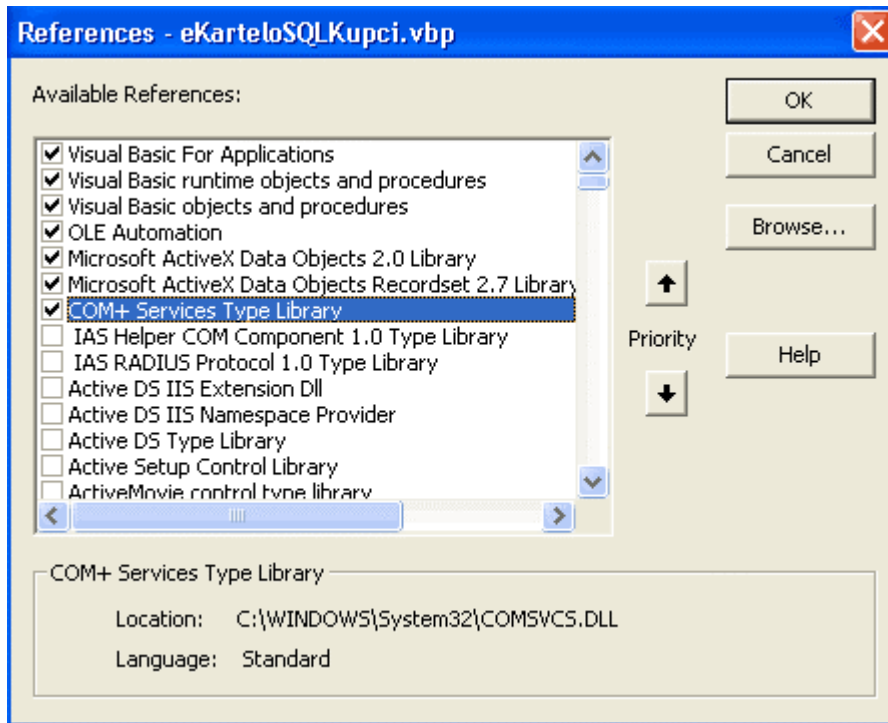 References - eKarteloSQLKupci.vbp
Available References:
Visual Basic For Applications
Visual Basic runtime objects and procedures
Visual Basic objects and procedures
OLE Automation
Microsoft ActiveX Data Objects 2.0 Library
Microsoft ActiveX Data Objects Recordset 2.7 Library
COM+ Services Type Library
IAS Helper COM Component 1.0 Type Library
IAS RADIUS Protocol 1.0 Type Library
Active DS IIS Extension Dll
Active DS IIS Namespace Provider
Active DS Type Library
Active Setup Control Library
ActiveMovie control type library
OK
Cancel
Browse...
Priority
Help
COM+ Services Type Library
Location: C:\WINDOWS\System32\COMSVCS.DLL
Language: Standard